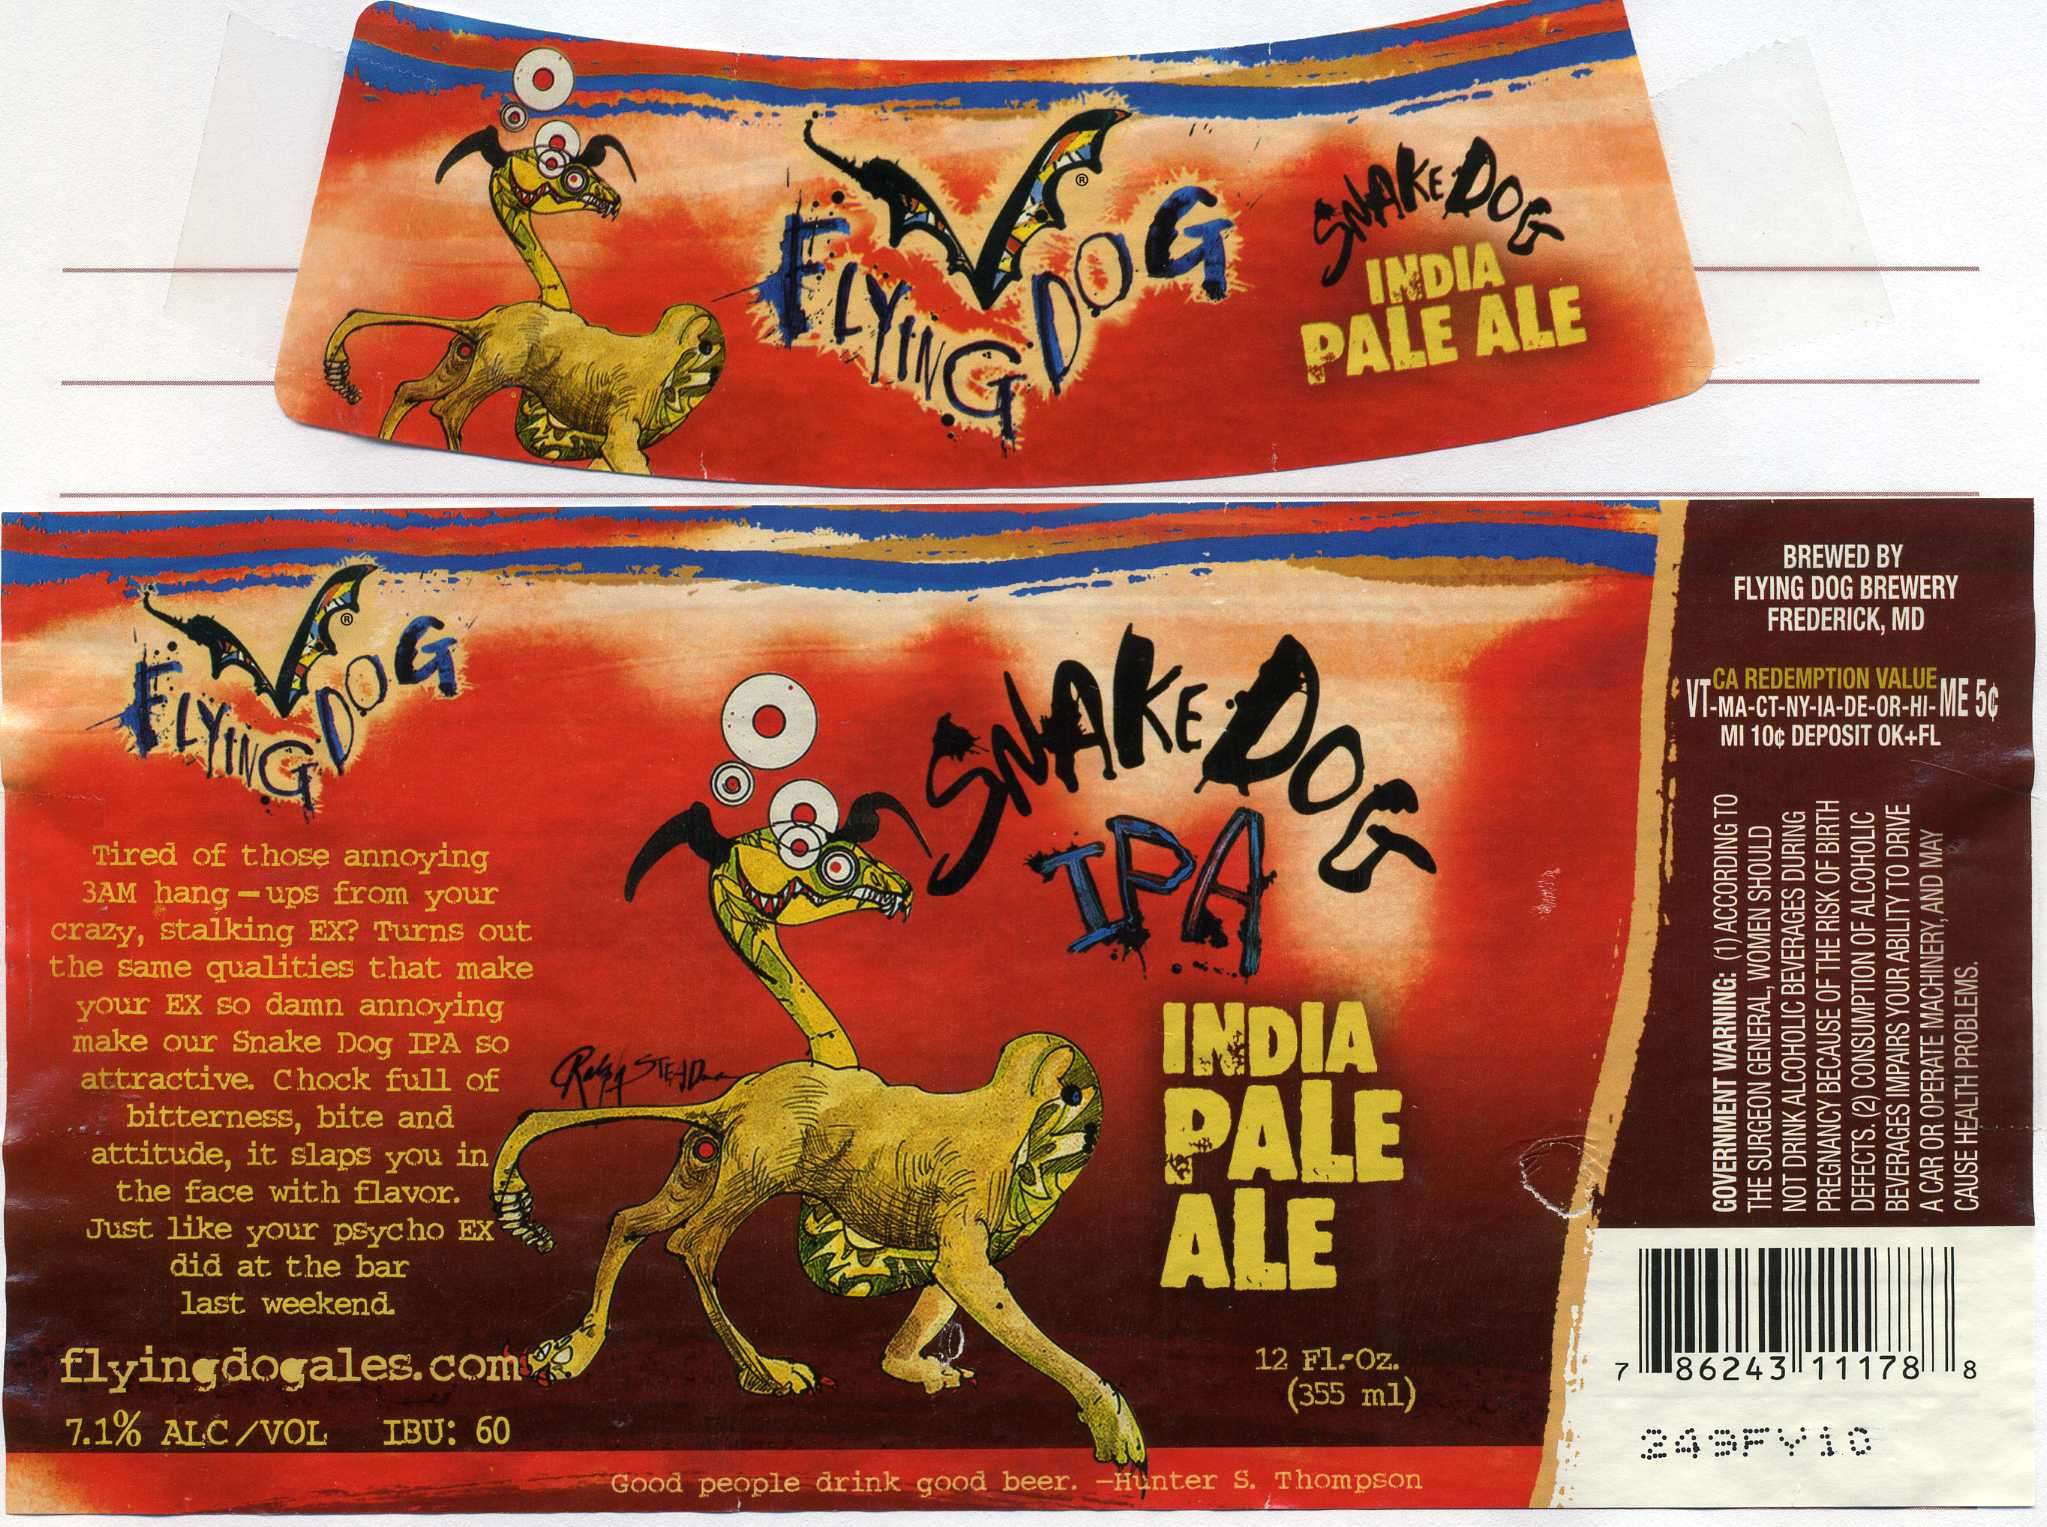 FLYING DOG ®
SNAKE DOG
INDIA
PALE ALE
FLYING DOG ®
Tired of those annoying
3AM hang-ups from your
crazy, stalking EX? Turns out
the same qualities that make
your EX so damn annoying
make our Snake Dog IPA so
attractive. Chock full of
bitterness, bite and
attitude, it slaps you in
the face with flavor.
Just like your psycho EX
did at the bar
last weekend.
flyingdogales.com
7.1% ALC/VOL IBU: 60
Ralph STEADman
SNAKE DOG
IPA
INDIA
PALE
ALE
12 Fl.-Oz.
(355 ml)
Good people drink good beer. —Hunter S. Thompson
BREWED BY
FLYING DOG BREWERY
FREDERICK, MD
CA REDEMPTION VALUE
VT-MA-CT-NY-IA-DE-OR-HI-ME 5¢
MI 10¢ DEPOSIT OK+FL
GOVERNMENT WARNING: (1) ACCORDING TO
THE SURGEON GENERAL, WOMEN SHOULD
NOT DRINK ALCOHOLIC BEVERAGES DURING
PREGNANCY BECAUSE OF THE RISK OF BIRTH
DEFECTS. (2) CONSUMPTION OF ALCOHOLIC
BEVERAGES IMPAIRS YOUR ABILITY TO DRIVE
A CAR OR OPERATE MACHINERY, AND MAY
CAUSE HEALTH PROBLEMS.
7 86243 11178 8
249FY10